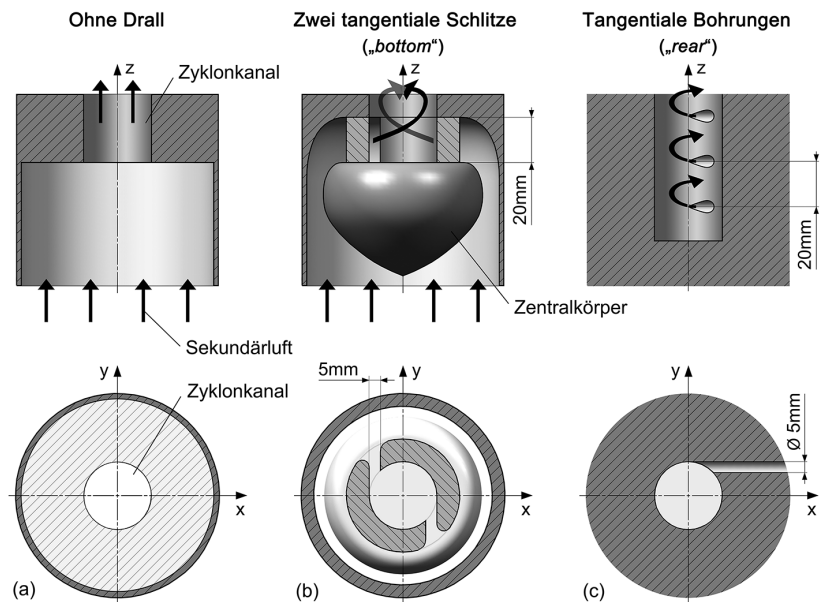 Ohne Drall
Zwei tangentiale Schlitze
(„bottom“)
Tangentiale Bohrungen
(„rear“)
z
Zyklonkanal
z
z
20mm
20mm
Zentralkörper
Sekundärluft
y
Zyklonkanal
x
(a)
5mm
y
x
(b)
y
Ø 5mm
x
(c)